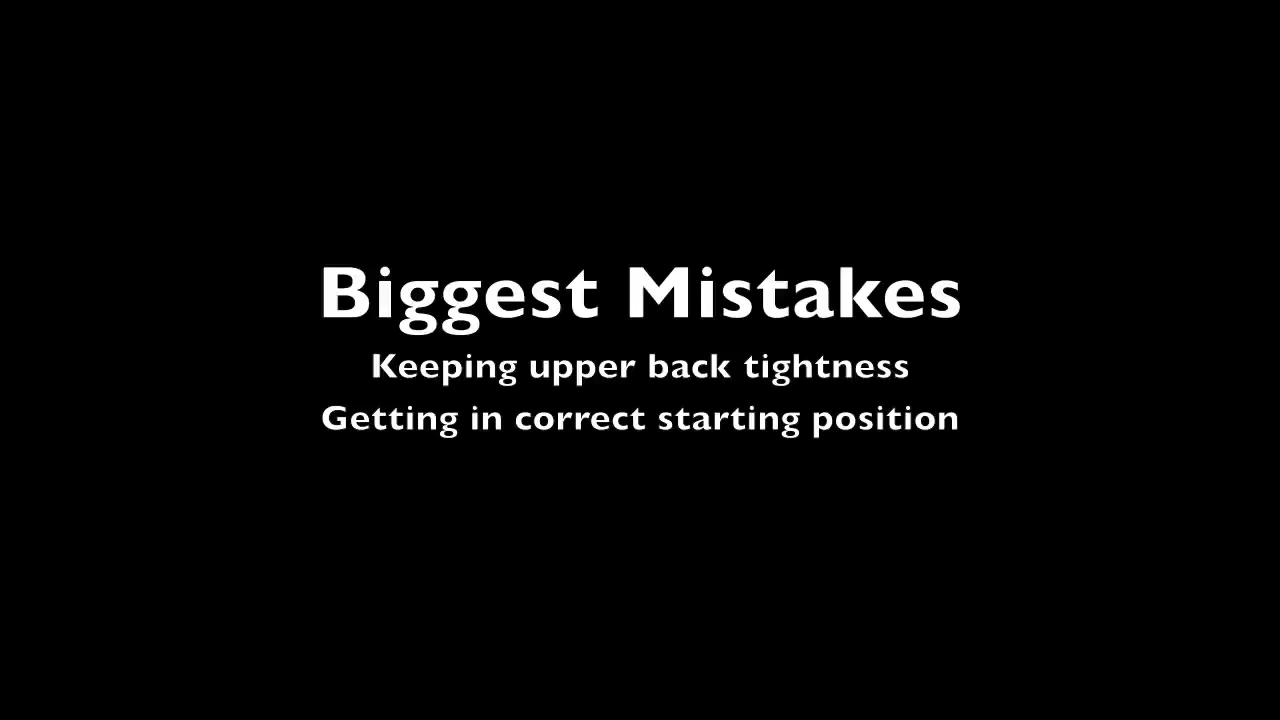 Biggest Mistakes
Keeping upper back tightness
Getting in correct starting position